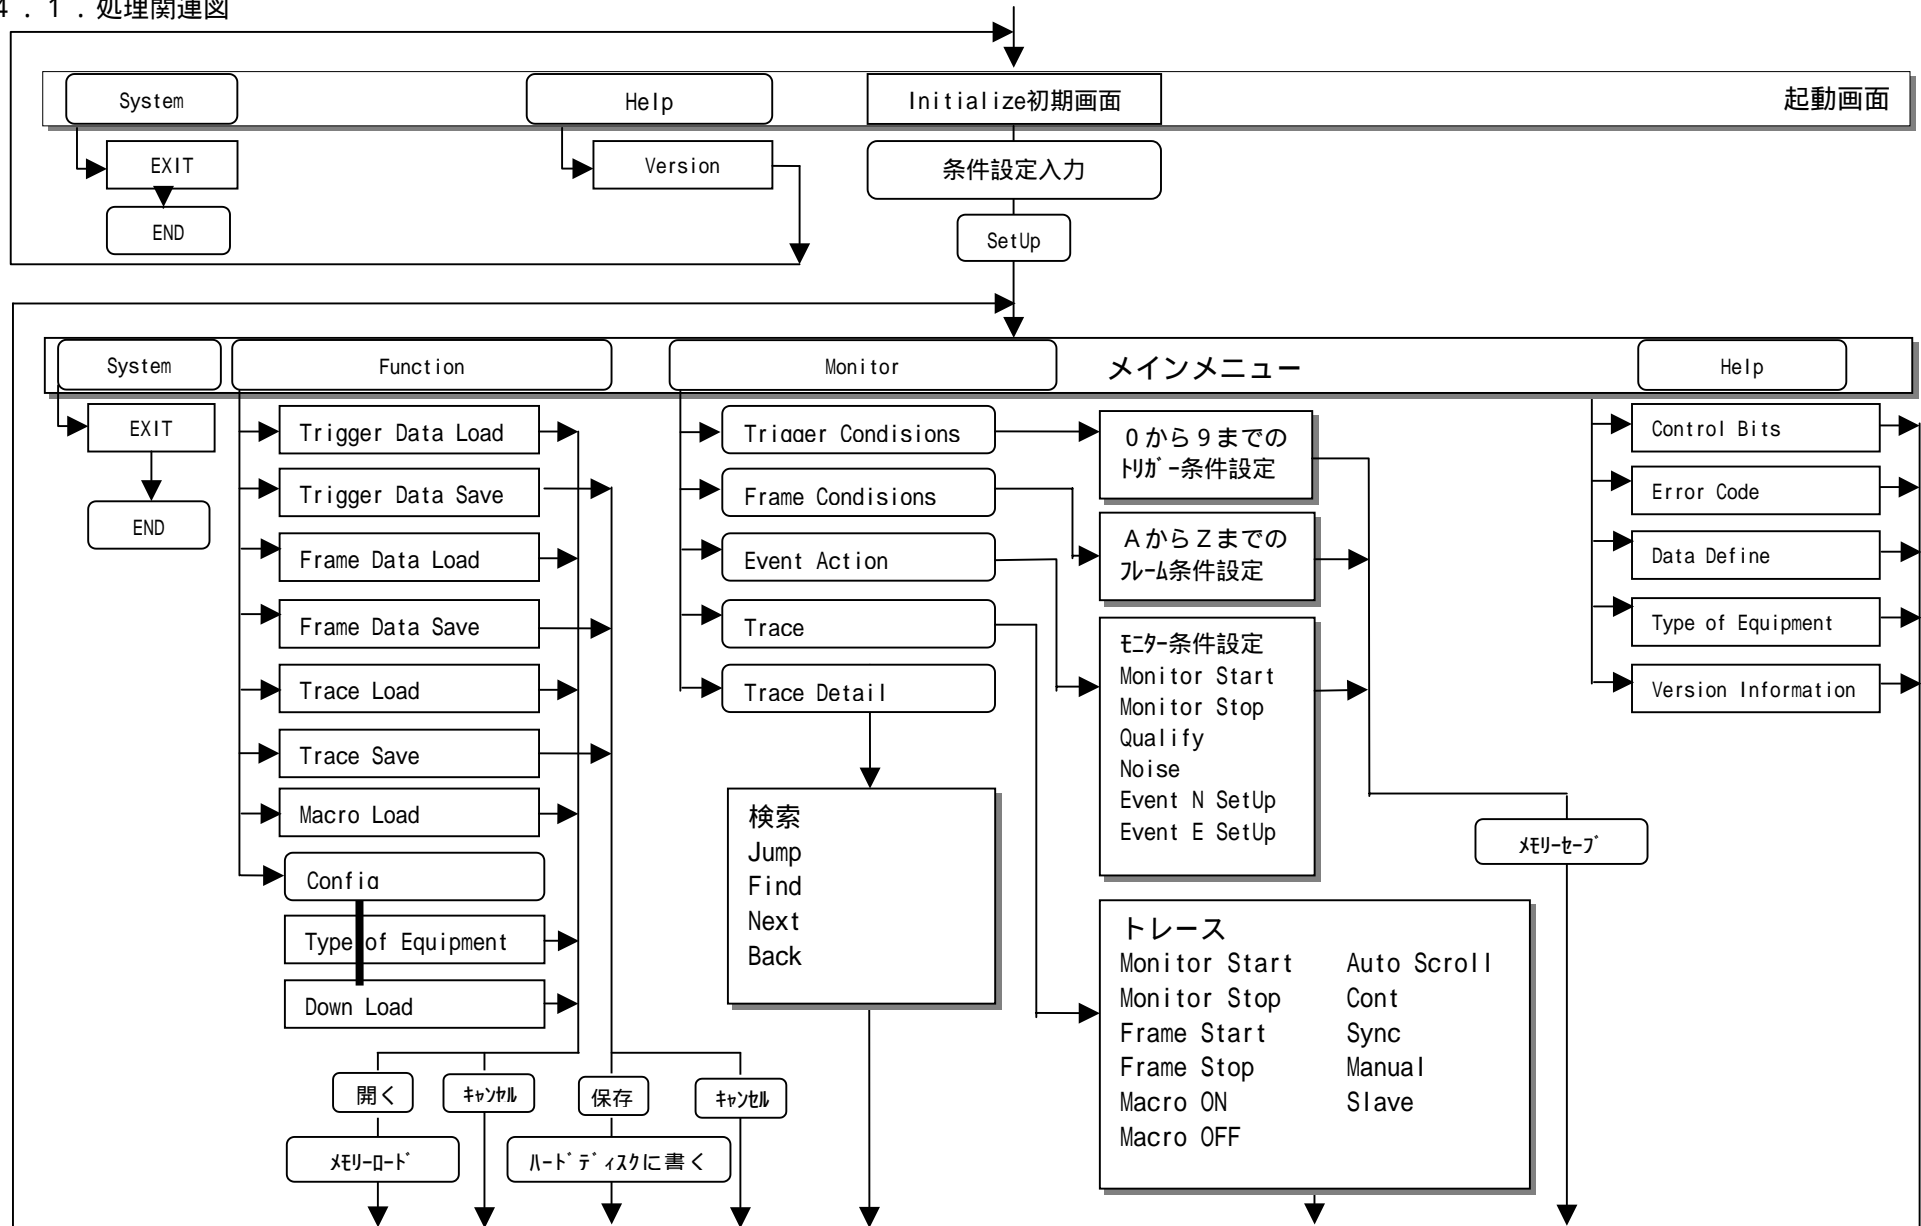 ４．１．処理関連図
System
Help
Initialize初期画面
起動画面
EXIT
Version
条件設定入力
END
SetUp
System
Function
Monitor
メインメニュー
Help
EXIT
END
Trigger Data Load
Trigger Data Save
Frame Data Load
Frame Data Save
Trace Load
Trace Save
Macro Load
Config
Type of Equipment
Down Load
開く
ｷｬﾝｾﾙ
保存
ｷｬﾝｾﾙ
ﾒﾓﾘｰﾛｰﾄﾞ
ﾊｰﾄﾞﾃﾞｨｽｸに書く
Trigger Condisions
Frame Condisions
Event Action
Trace
Trace Detail
検索
Jump
Find
Next
Back
０から９までの
ﾄﾘｶﾞｰ条件設定
ＡからＺまでの
ﾌﾚｰﾑ条件設定
ﾓﾆﾀｰ条件設定
Monitor Start
Monitor Stop
Qualify
Noise
Event N SetUp
Event E SetUp
トレース
Monitor Start
Monitor Stop
Frame Start
Frame Stop
Macro ON
Macro OFF
Auto Scroll
Cont
Sync
Manual
Slave
ﾒﾓﾘｰｾｰﾌﾞ
Control Bits
Error Code
Data Define
Type of Equipment
Version Information